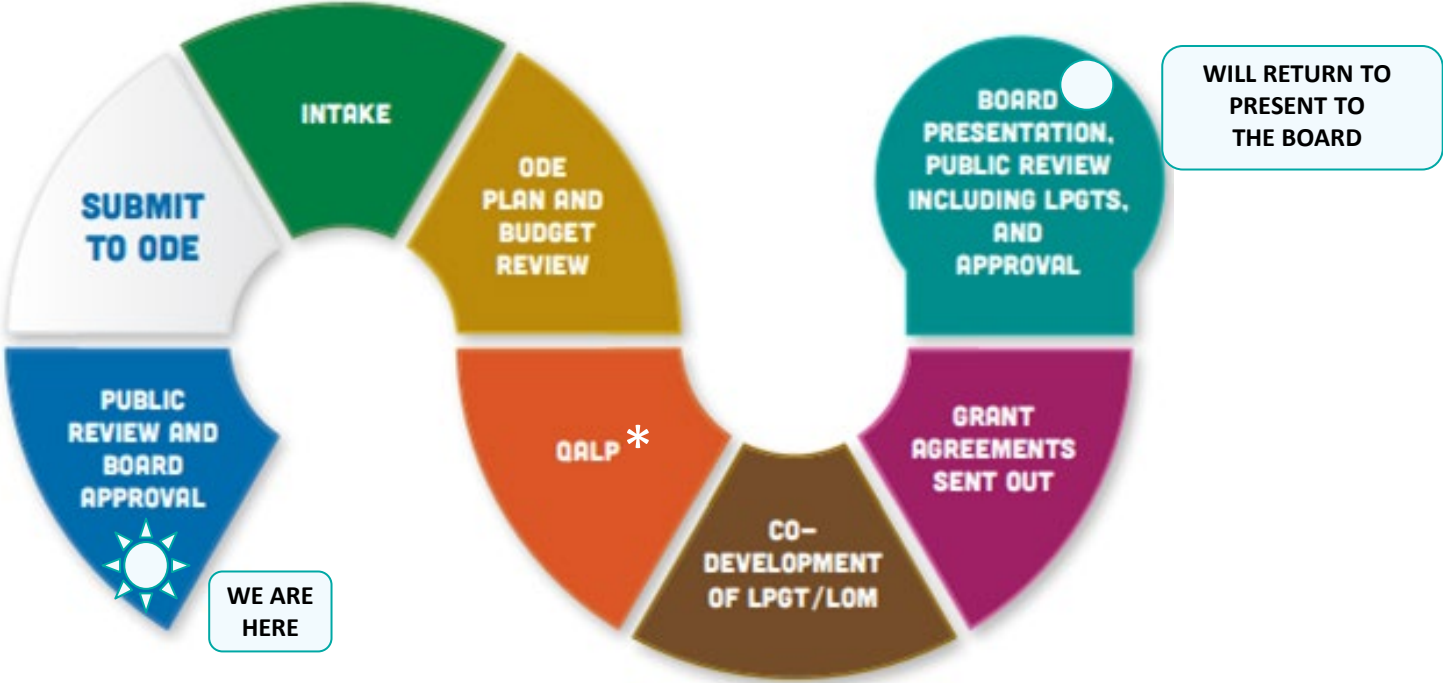 PUBLIC
REVIEW AND
BOARD
APPROVAL
WE ARE
HERE
SUBMIT
TO ODE
INTAKE
ODE
PLAN AND
BUDGET
REVIEW
QALP *
CO-
DEVELOPMENT
OF LPGT/LOM
GRANT
AGREEMENTS
SENT OUT
BOARD
PRESENTATION,
PUBLIC REVIEW
INCLUDING LPGTS,
AND
APPROVAL
WILL RETURN TO
PRESENT TO
THE BOARD